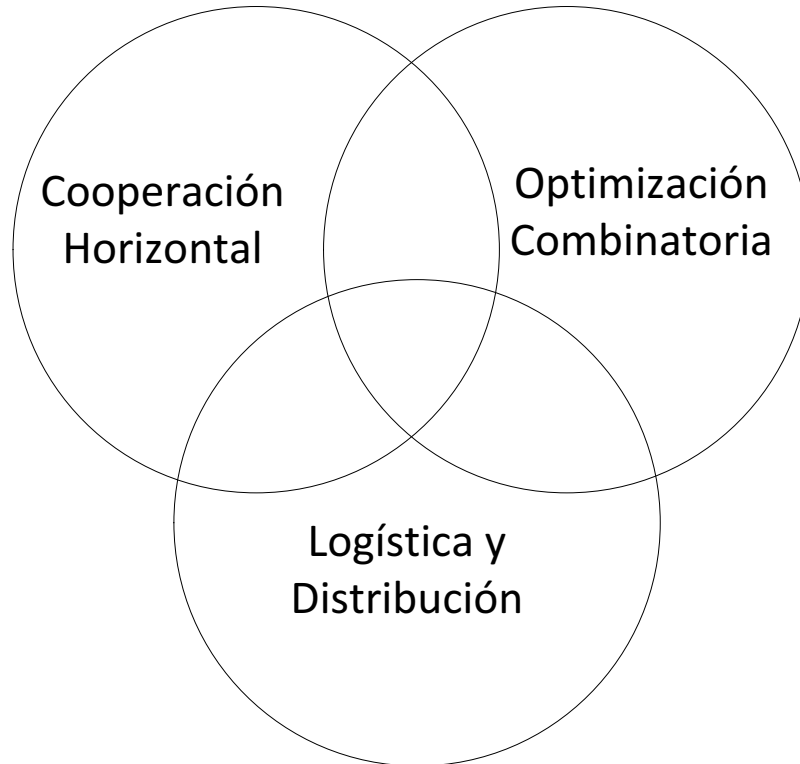 Cooperación
Horizontal
Optimización
Combinatoria
Logística y
Distribución